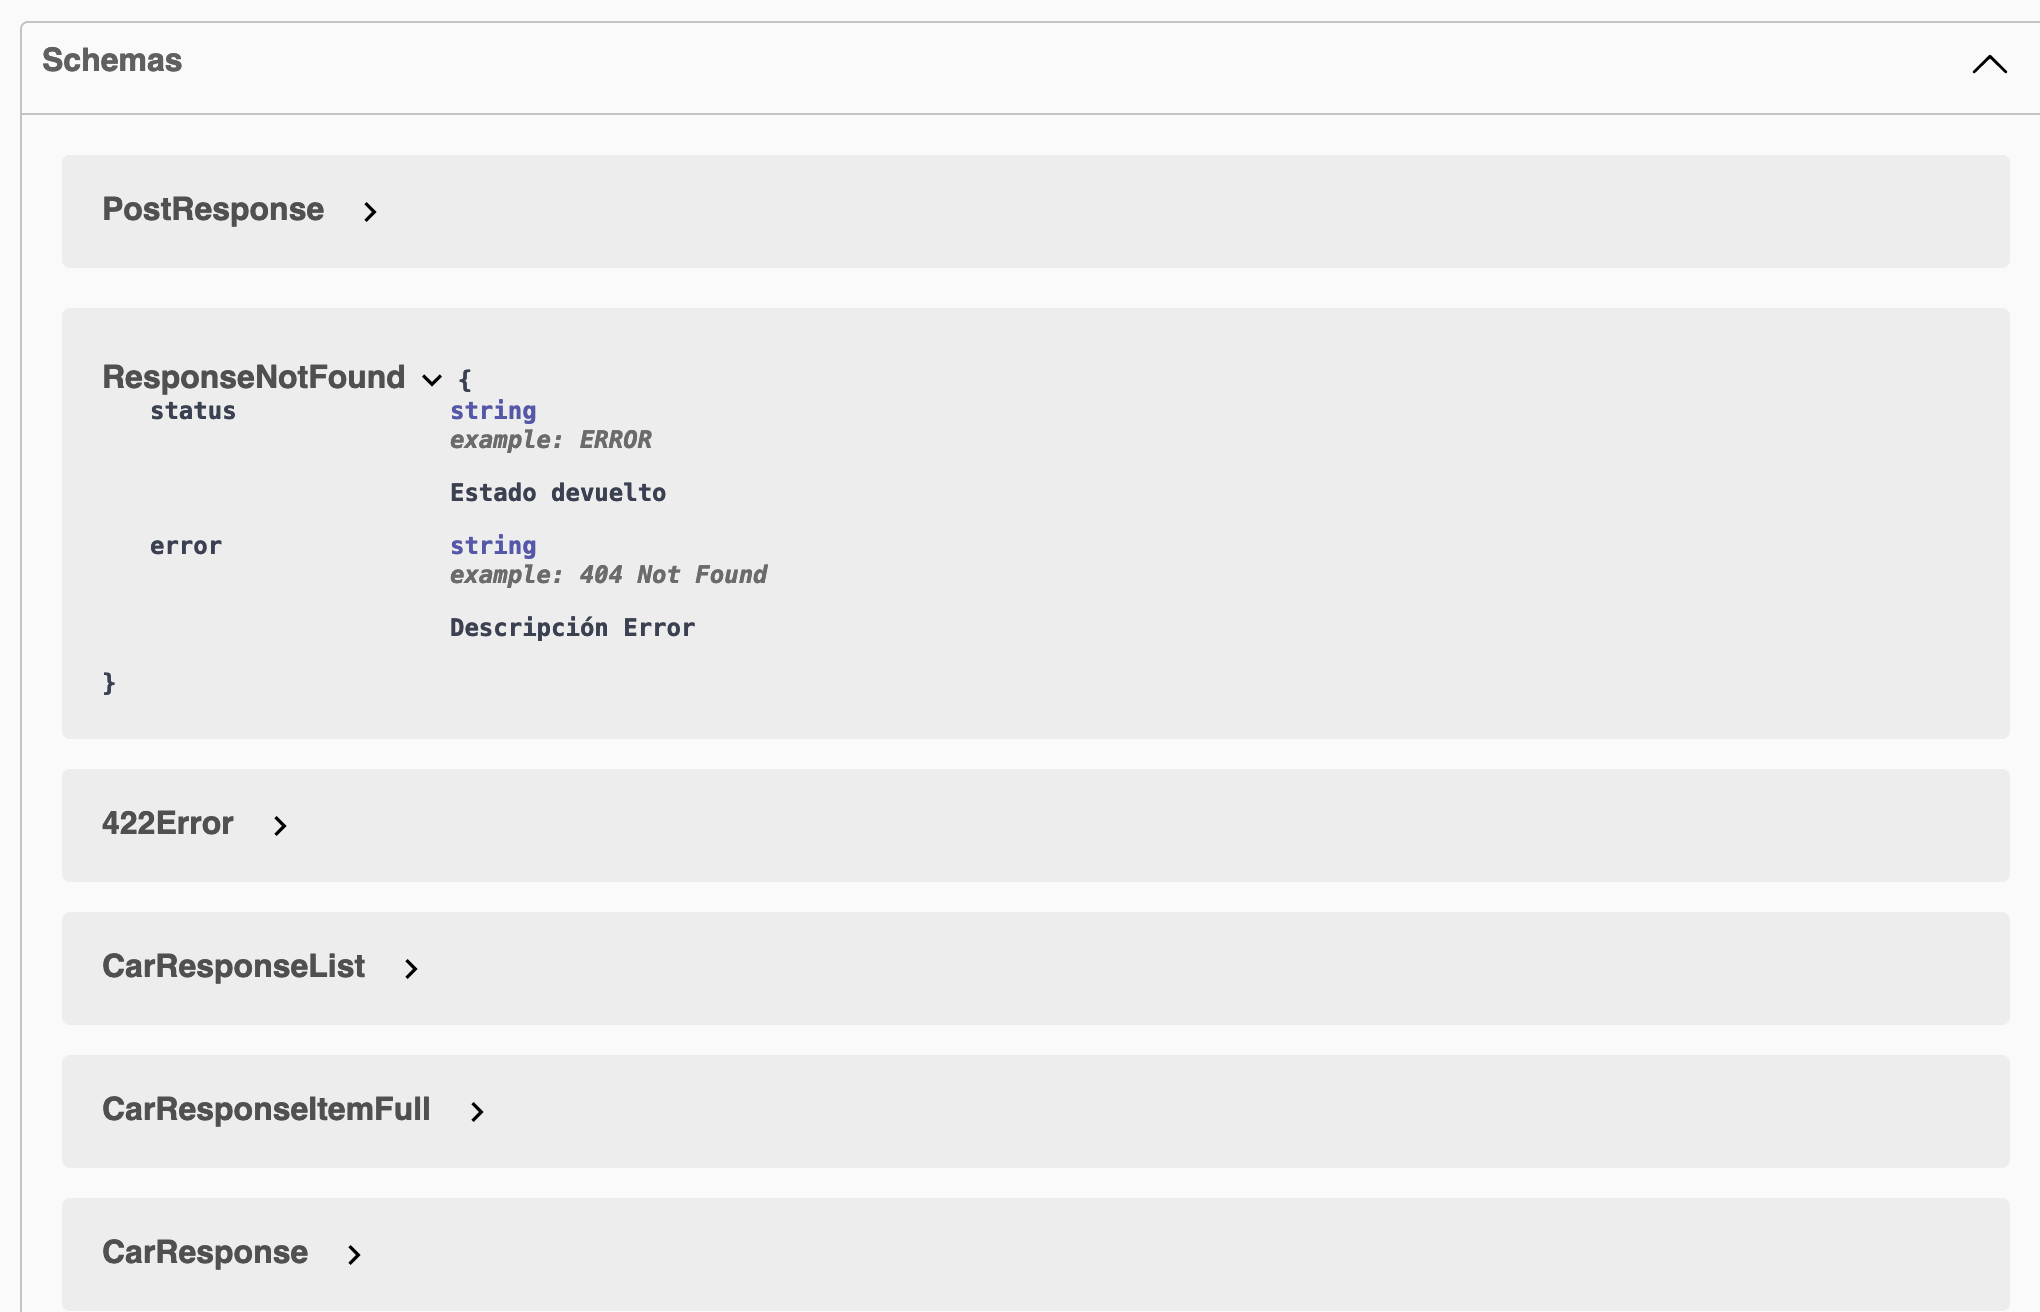 Schemas
PostResponse
ResponseNotFound {
status string
example: ERROR
Estado devuelto
error string
example: 404 Not Found
Descripción Error
}
422Error
CarResponseList
CarResponseItemFull
CarResponse